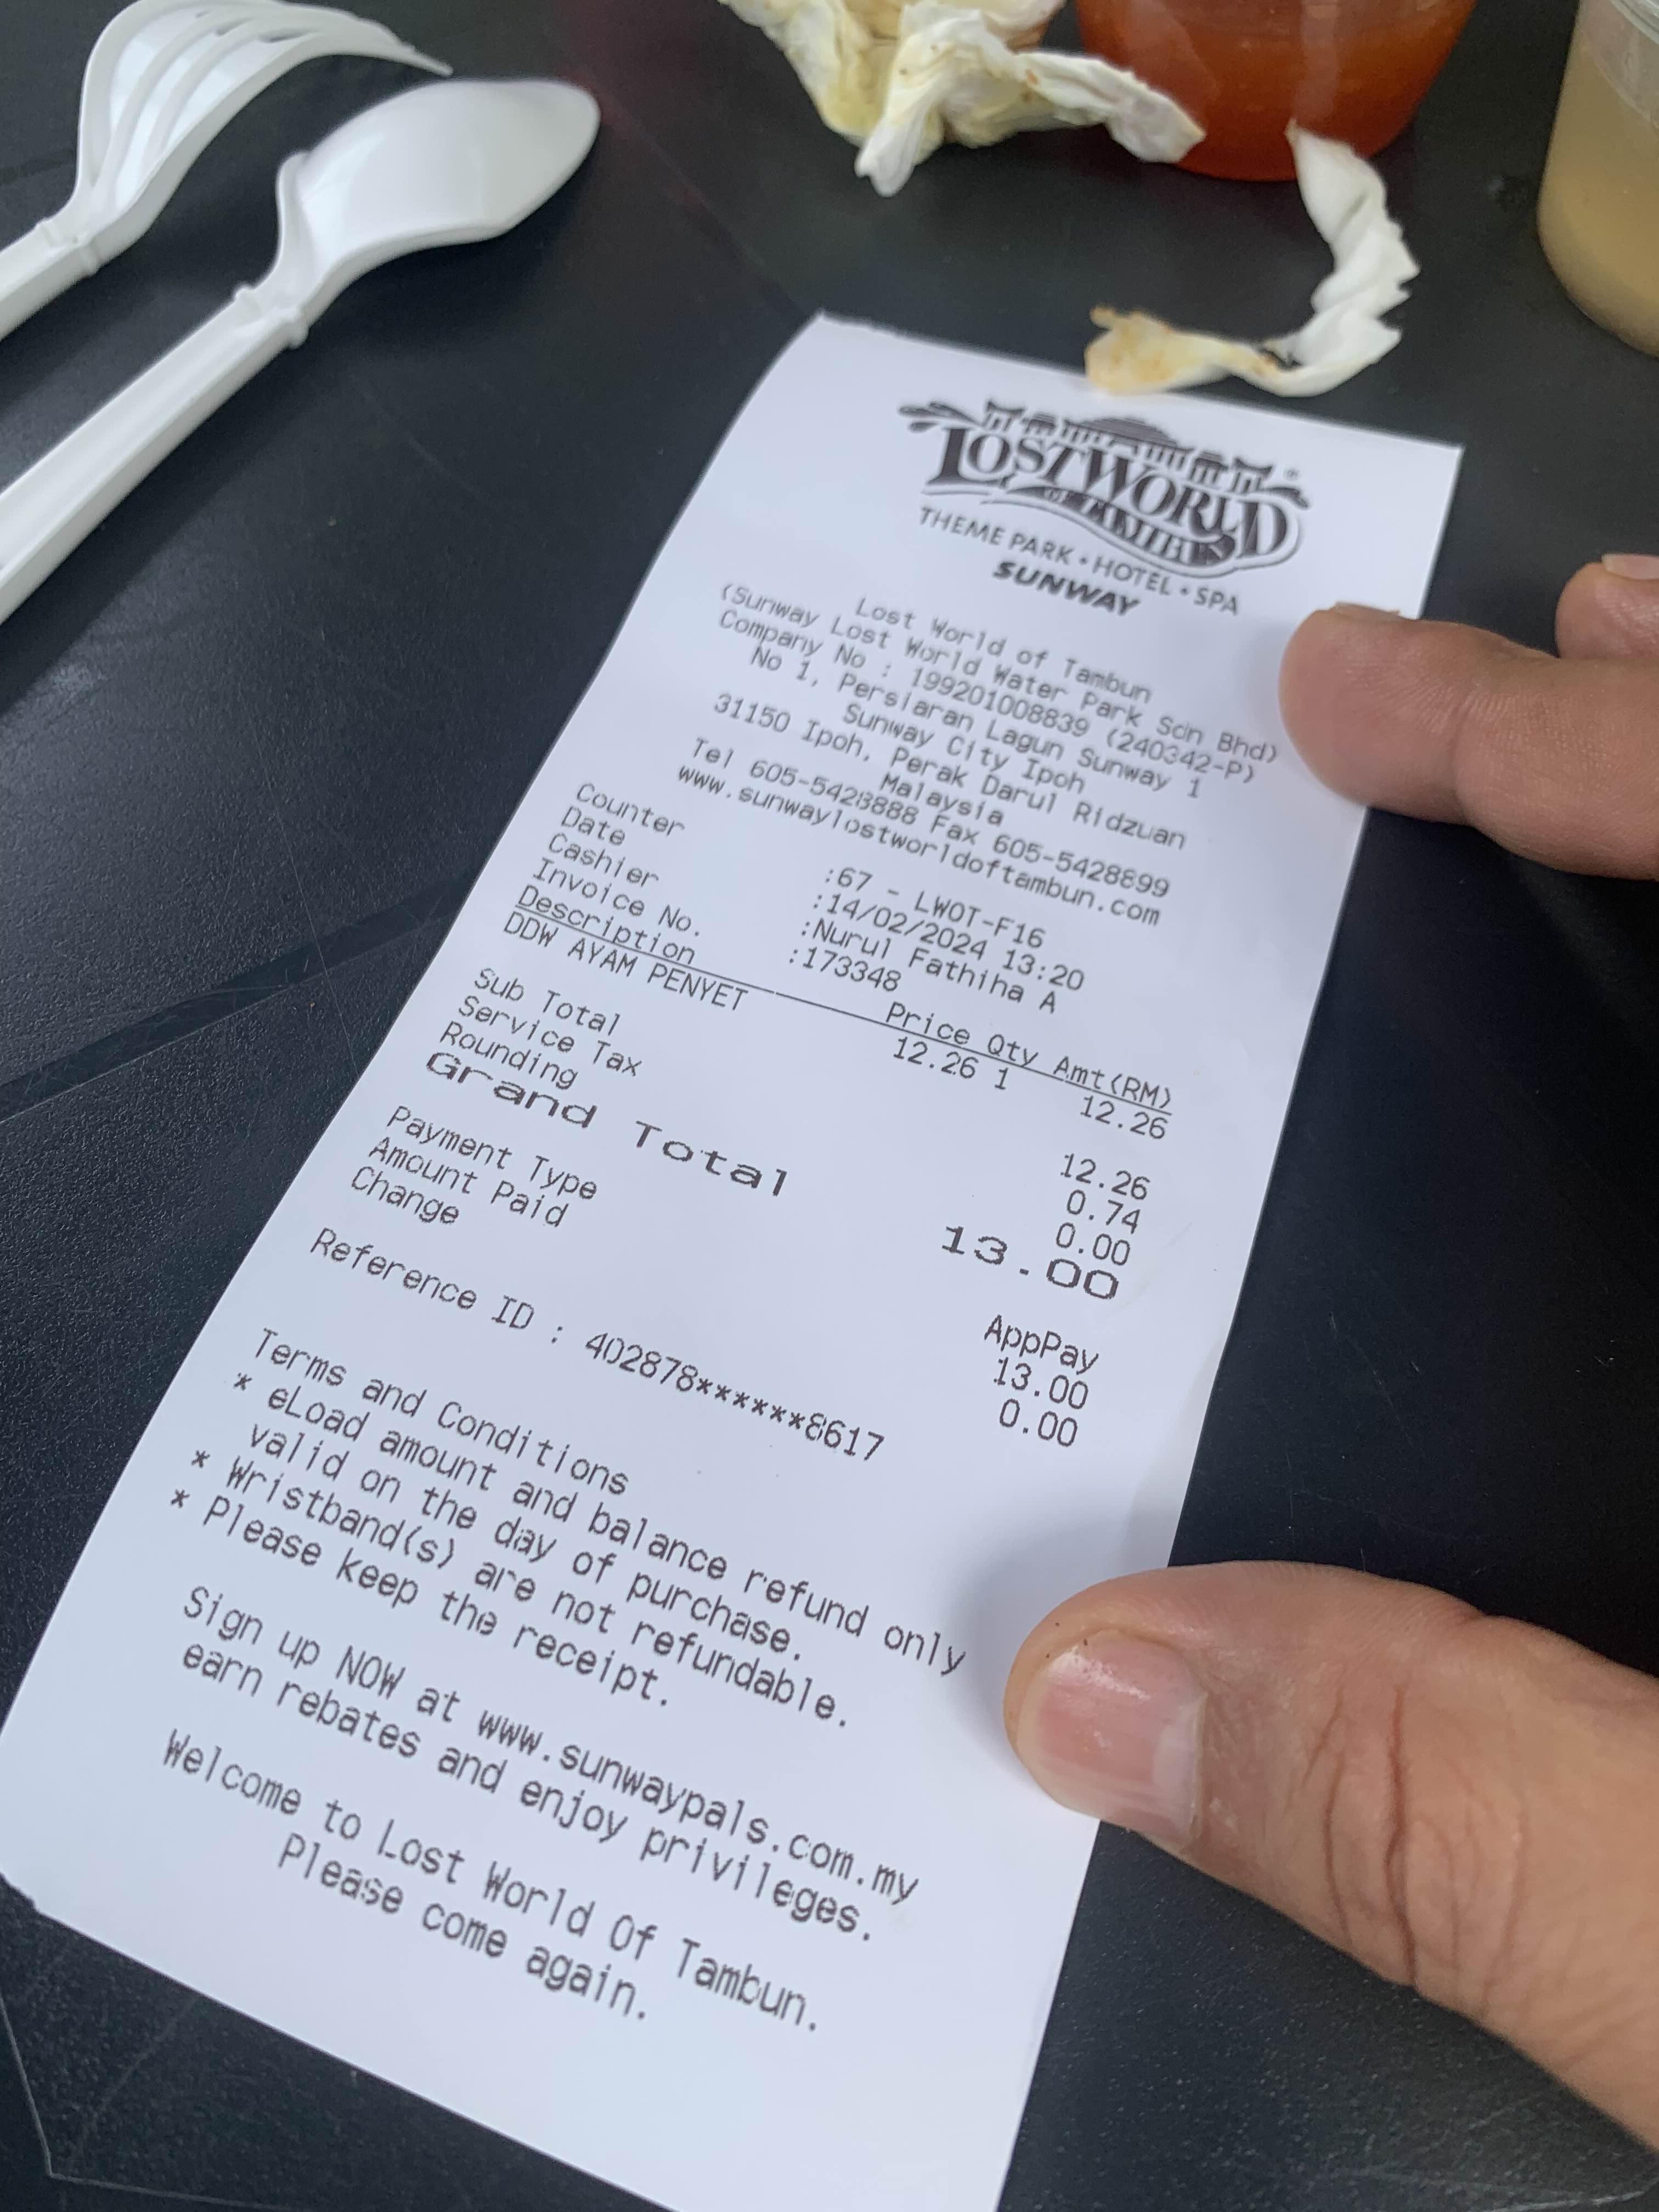 LOST WORLD
OF TAMBUN
THEME PARK • HOTEL • SPA
SUNWAY
Lost World of Tambun
(Sunway Lost World Water Park Sdn Bhd)
Company No : 199201008839 (240342-P)
No 1, Persiaran Lagun Sunway 1
Sunway City Ipoh
31150 Ipoh, Perak Darul Ridzuan
Malaysia
Tel 605-5428888 Fax 605-5428899
www.sunwaylostworldoftambun.com
Counter :67 - LWOT-F16
Date :14/02/2024 13:20
Cashier :Nurul Fathiha A
Invoice No. :173348
Description Price Qty Amt(RM)
DDW AYAM PENYET 12.26 1 12.26
Sub Total 12.26
Service Tax 0.74
Rounding 0.00
Grand Total 13.00
Payment Type AppPay
Amount Paid 13.00
Change 0.00
Reference ID : 402878******8617
Terms and Conditions
* eLoad amount and balance refund only
valid on the day of purchase.
* Wristband(s) are not refundable.
* Please keep the receipt.
Sign up NOW at www.sunwaypals.com.my
earn rebates and enjoy privileges.
Welcome to Lost World Of Tambun.
Please come again.